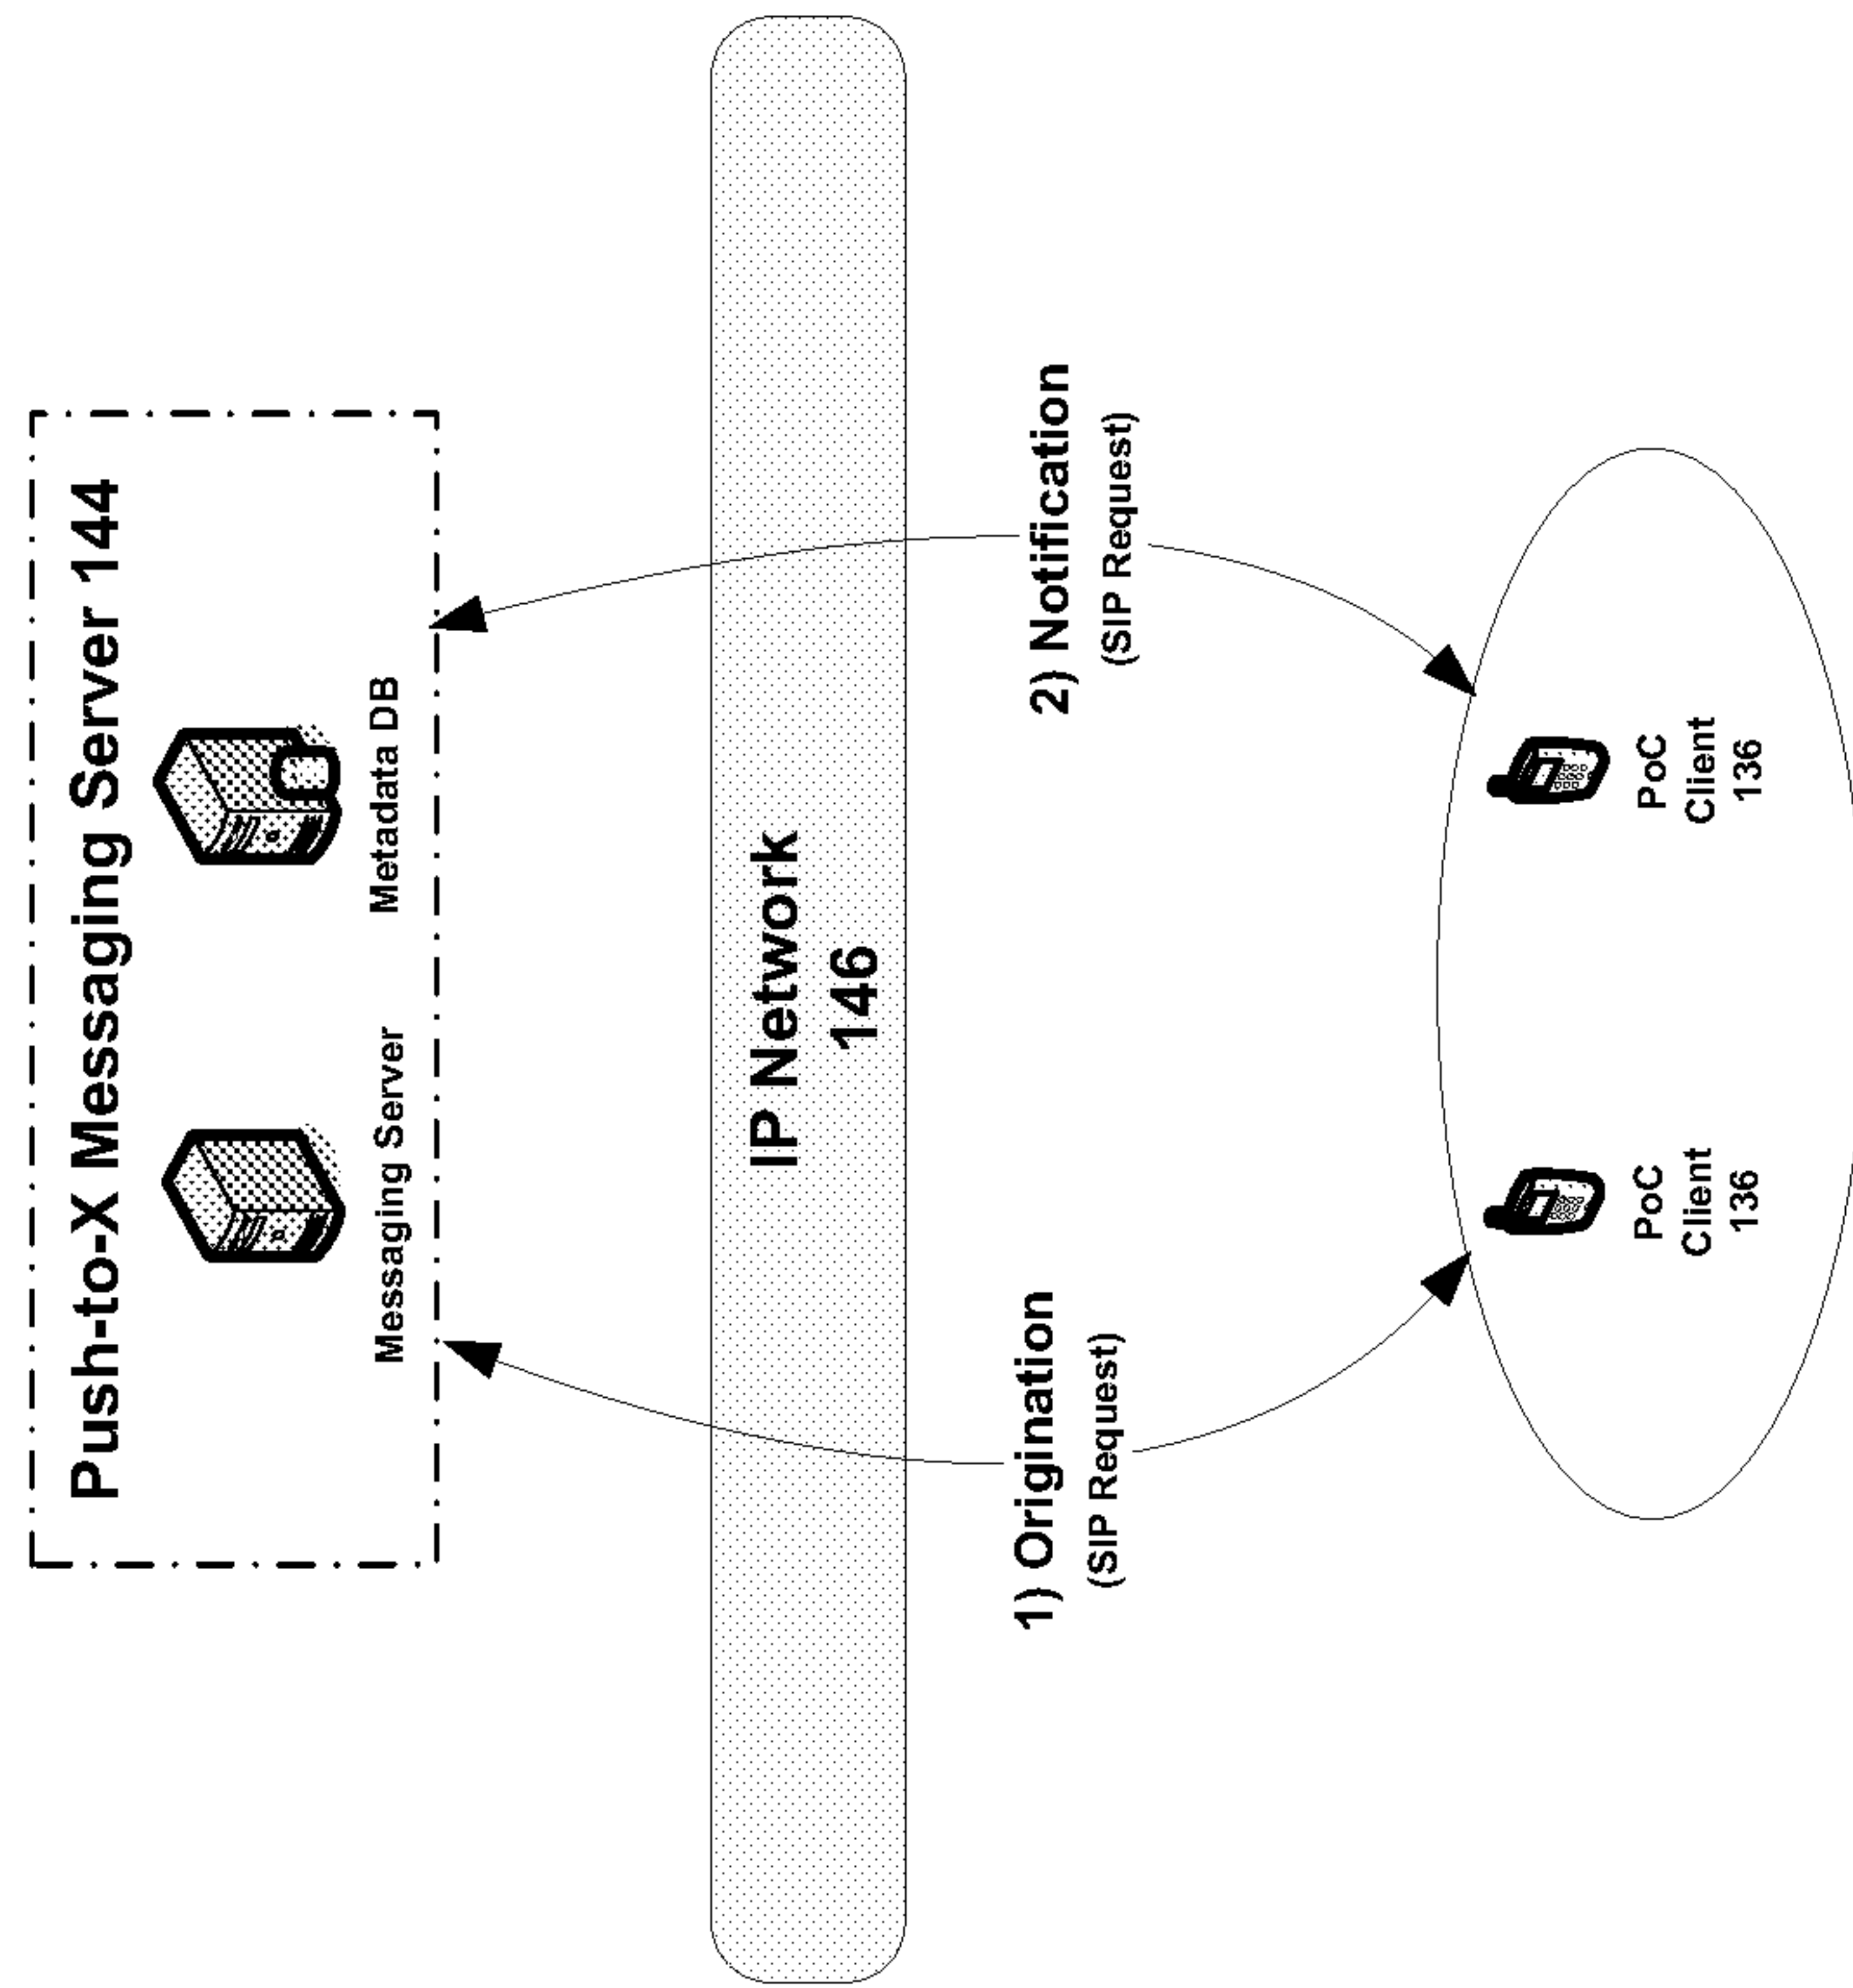 Push-to-X Messaging Server 144
Messaging Server
Metadata DB
IP Network
146
1) Origination
(SIP Request)
2) Notification
(SIP Request)
PoC
Client
136
PoC
Client
136